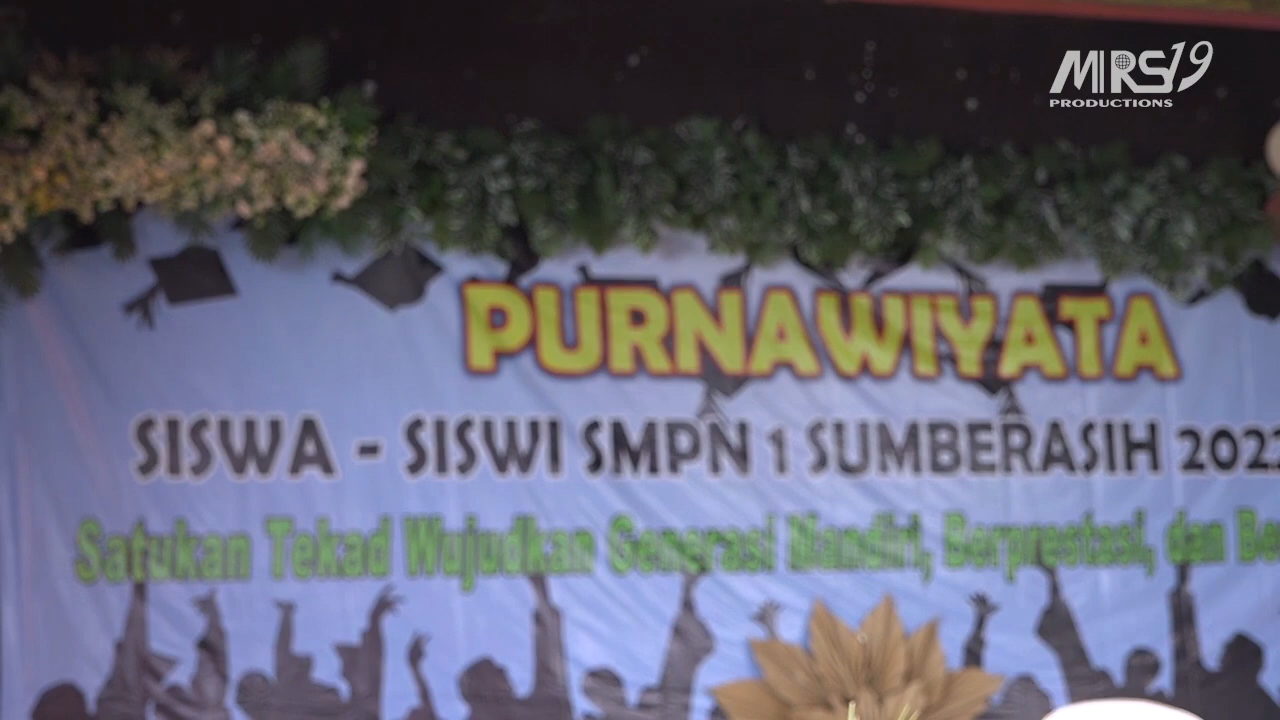 MRS19
PRODUCTIONS
PURNAWIYATA
SISWA - SISWI SMPN 1 SUMBERASIH
Satukan Tekad Wujudkan Generasi Mandiri, Berprestasi, dan